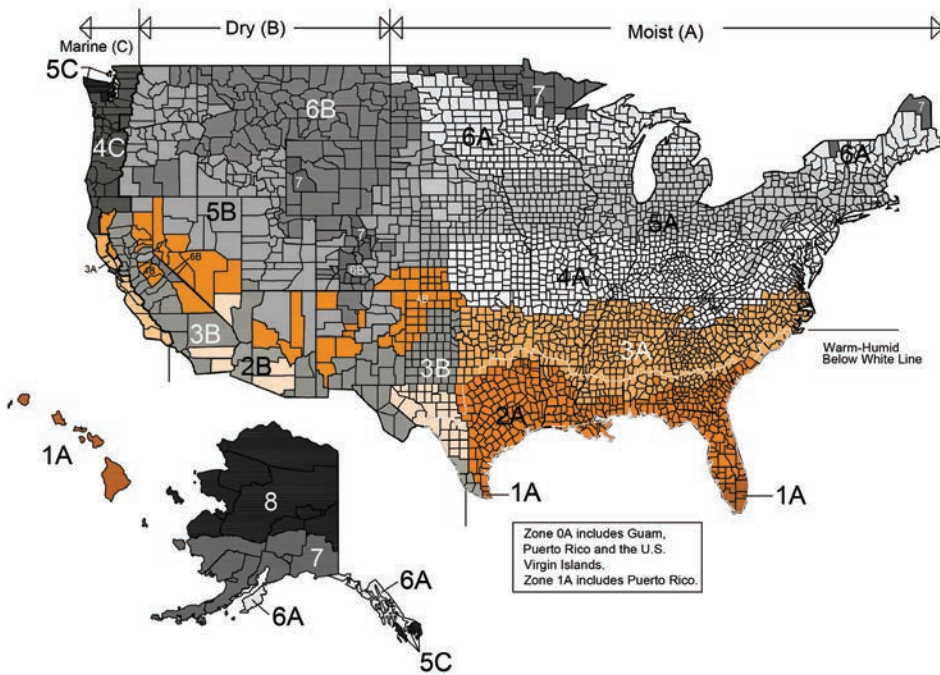 Marine (C)
Dry (B)
Moist (A)
5C
4C
6B
7
6A
7
6A
7
5B
7
6B
5A
4A
3A
4B
6B
4B
3B
2B
3B
3A
2A
Warm-Humid
Below White Line
1A
1A
1A
8
7
6A
6A
5C
Zone 0A includes Guam,
Puerto Rico and the U.S.
Virgin Islands.
Zone 1A includes Puerto Rico.